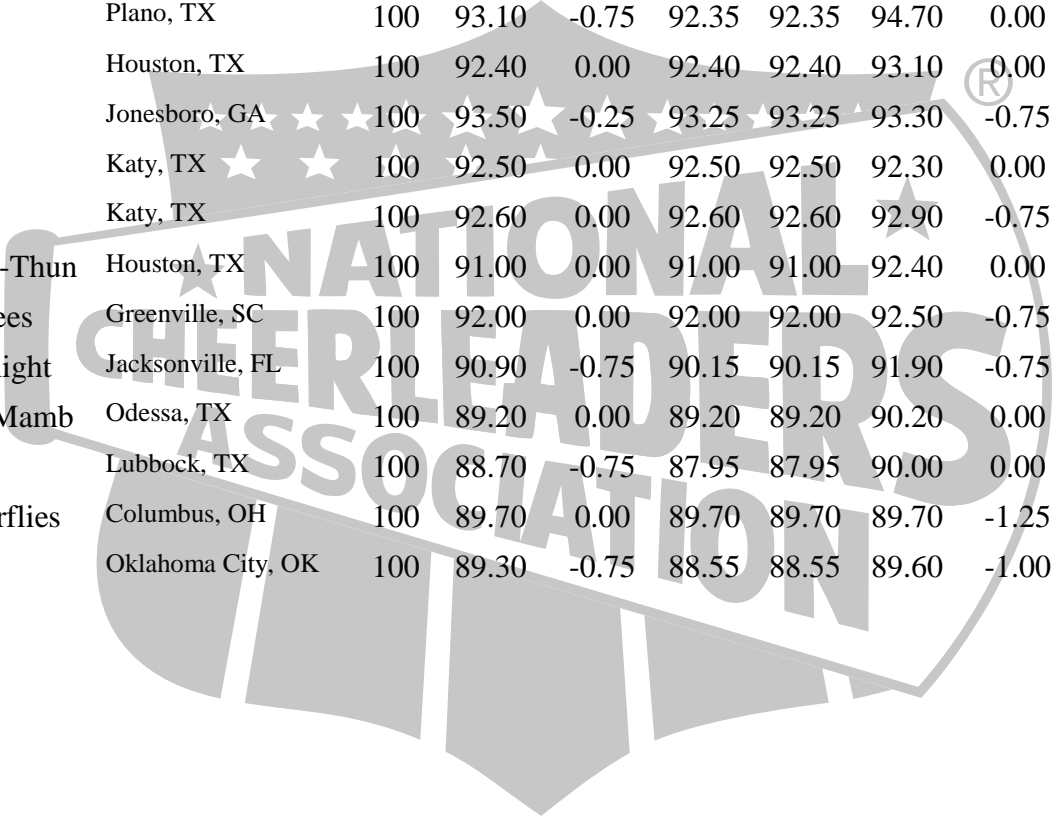 Plano, TX 100 93.10 -0.75 92.35 92.35 94.70 0.00
Houston, TX 100 92.40 0.00 92.40 92.40 93.10 0.00
®
Jonesboro, GA 100 93.50 -0.25 93.25 93.25 93.30 -0.75
Katy, TX 100 92.50 0.00 92.50 92.50 92.30 0.00
Katy, TX 100 92.60 0.00 92.60 92.60 92.90 -0.75
-Thun Houston, TX 100 91.00 0.00 91.00 91.00 92.40 0.00
ees Greenville, SC 100 92.00 0.00 92.00 92.00 92.50 -0.75
ight Jacksonville, FL 100 90.90 -0.75 90.15 90.15 91.90 -0.75
Mamb Odessa, TX 100 89.20 0.00 89.20 89.20 90.20 0.00
Lubbock, TX 100 88.70 -0.75 87.95 87.95 90.00 0.00
rflies Columbus, OH 100 89.70 0.00 89.70 89.70 89.70 -1.25
Oklahoma City, OK 100 89.30 -0.75 88.55 88.55 89.60 -1.00
NATIONAL
CHEERLEADERS
ASSOCIATION